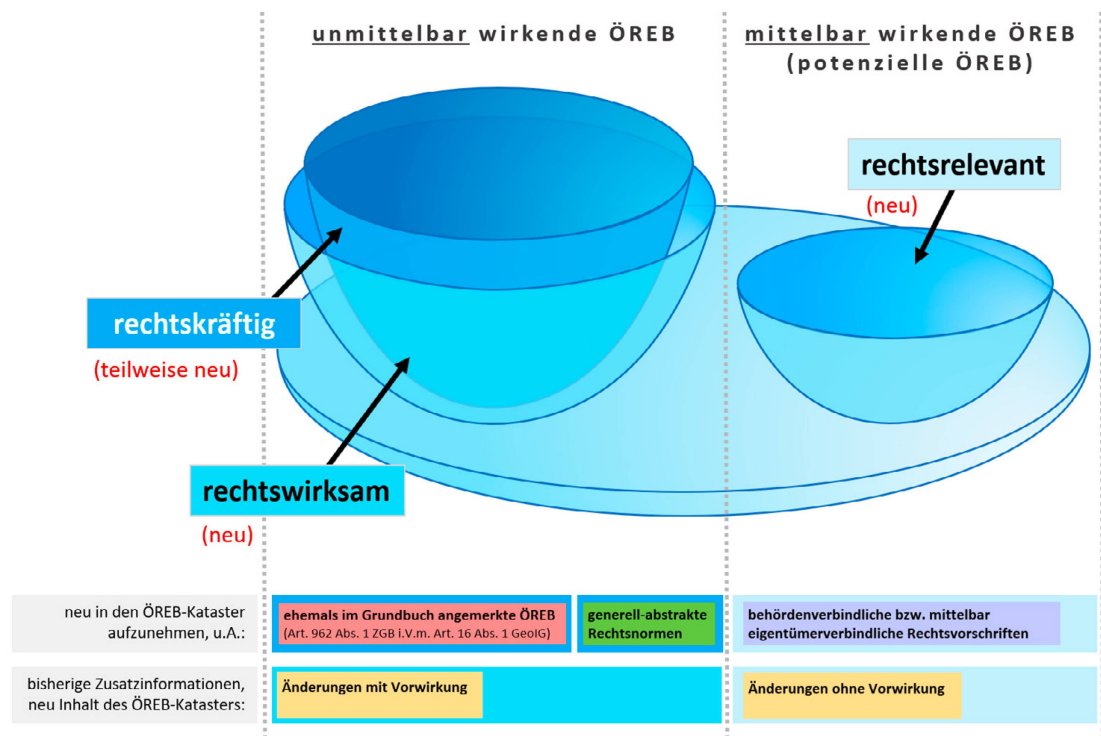 unmittelbar wirkende ÖREB
mittelbar wirkende ÖREB
(potenzielle ÖREB)
rechtsrelevant
(neu)
rechtskräftig
(teilweise neu)
rechtswirksam
(neu)
neu in den ÖREB-Kataster
aufzunehmen, u.A.:
ehemals im Grundbuch angemerkte ÖREB
(Art. 962 Abs. 1 ZGB i.V.m. Art. 16 Abs. 1 GeoIG)
generell-abstrakte
Rechtsnormen
behördenverbindliche bzw. mittelbar
eigentümerverbindliche Rechtsvorschriften
bisherige Zusatzinformationen,
neu Inhalt des ÖREB-Katasters:
Änderungen mit Vorwirkung
Änderungen ohne Vorwirkung